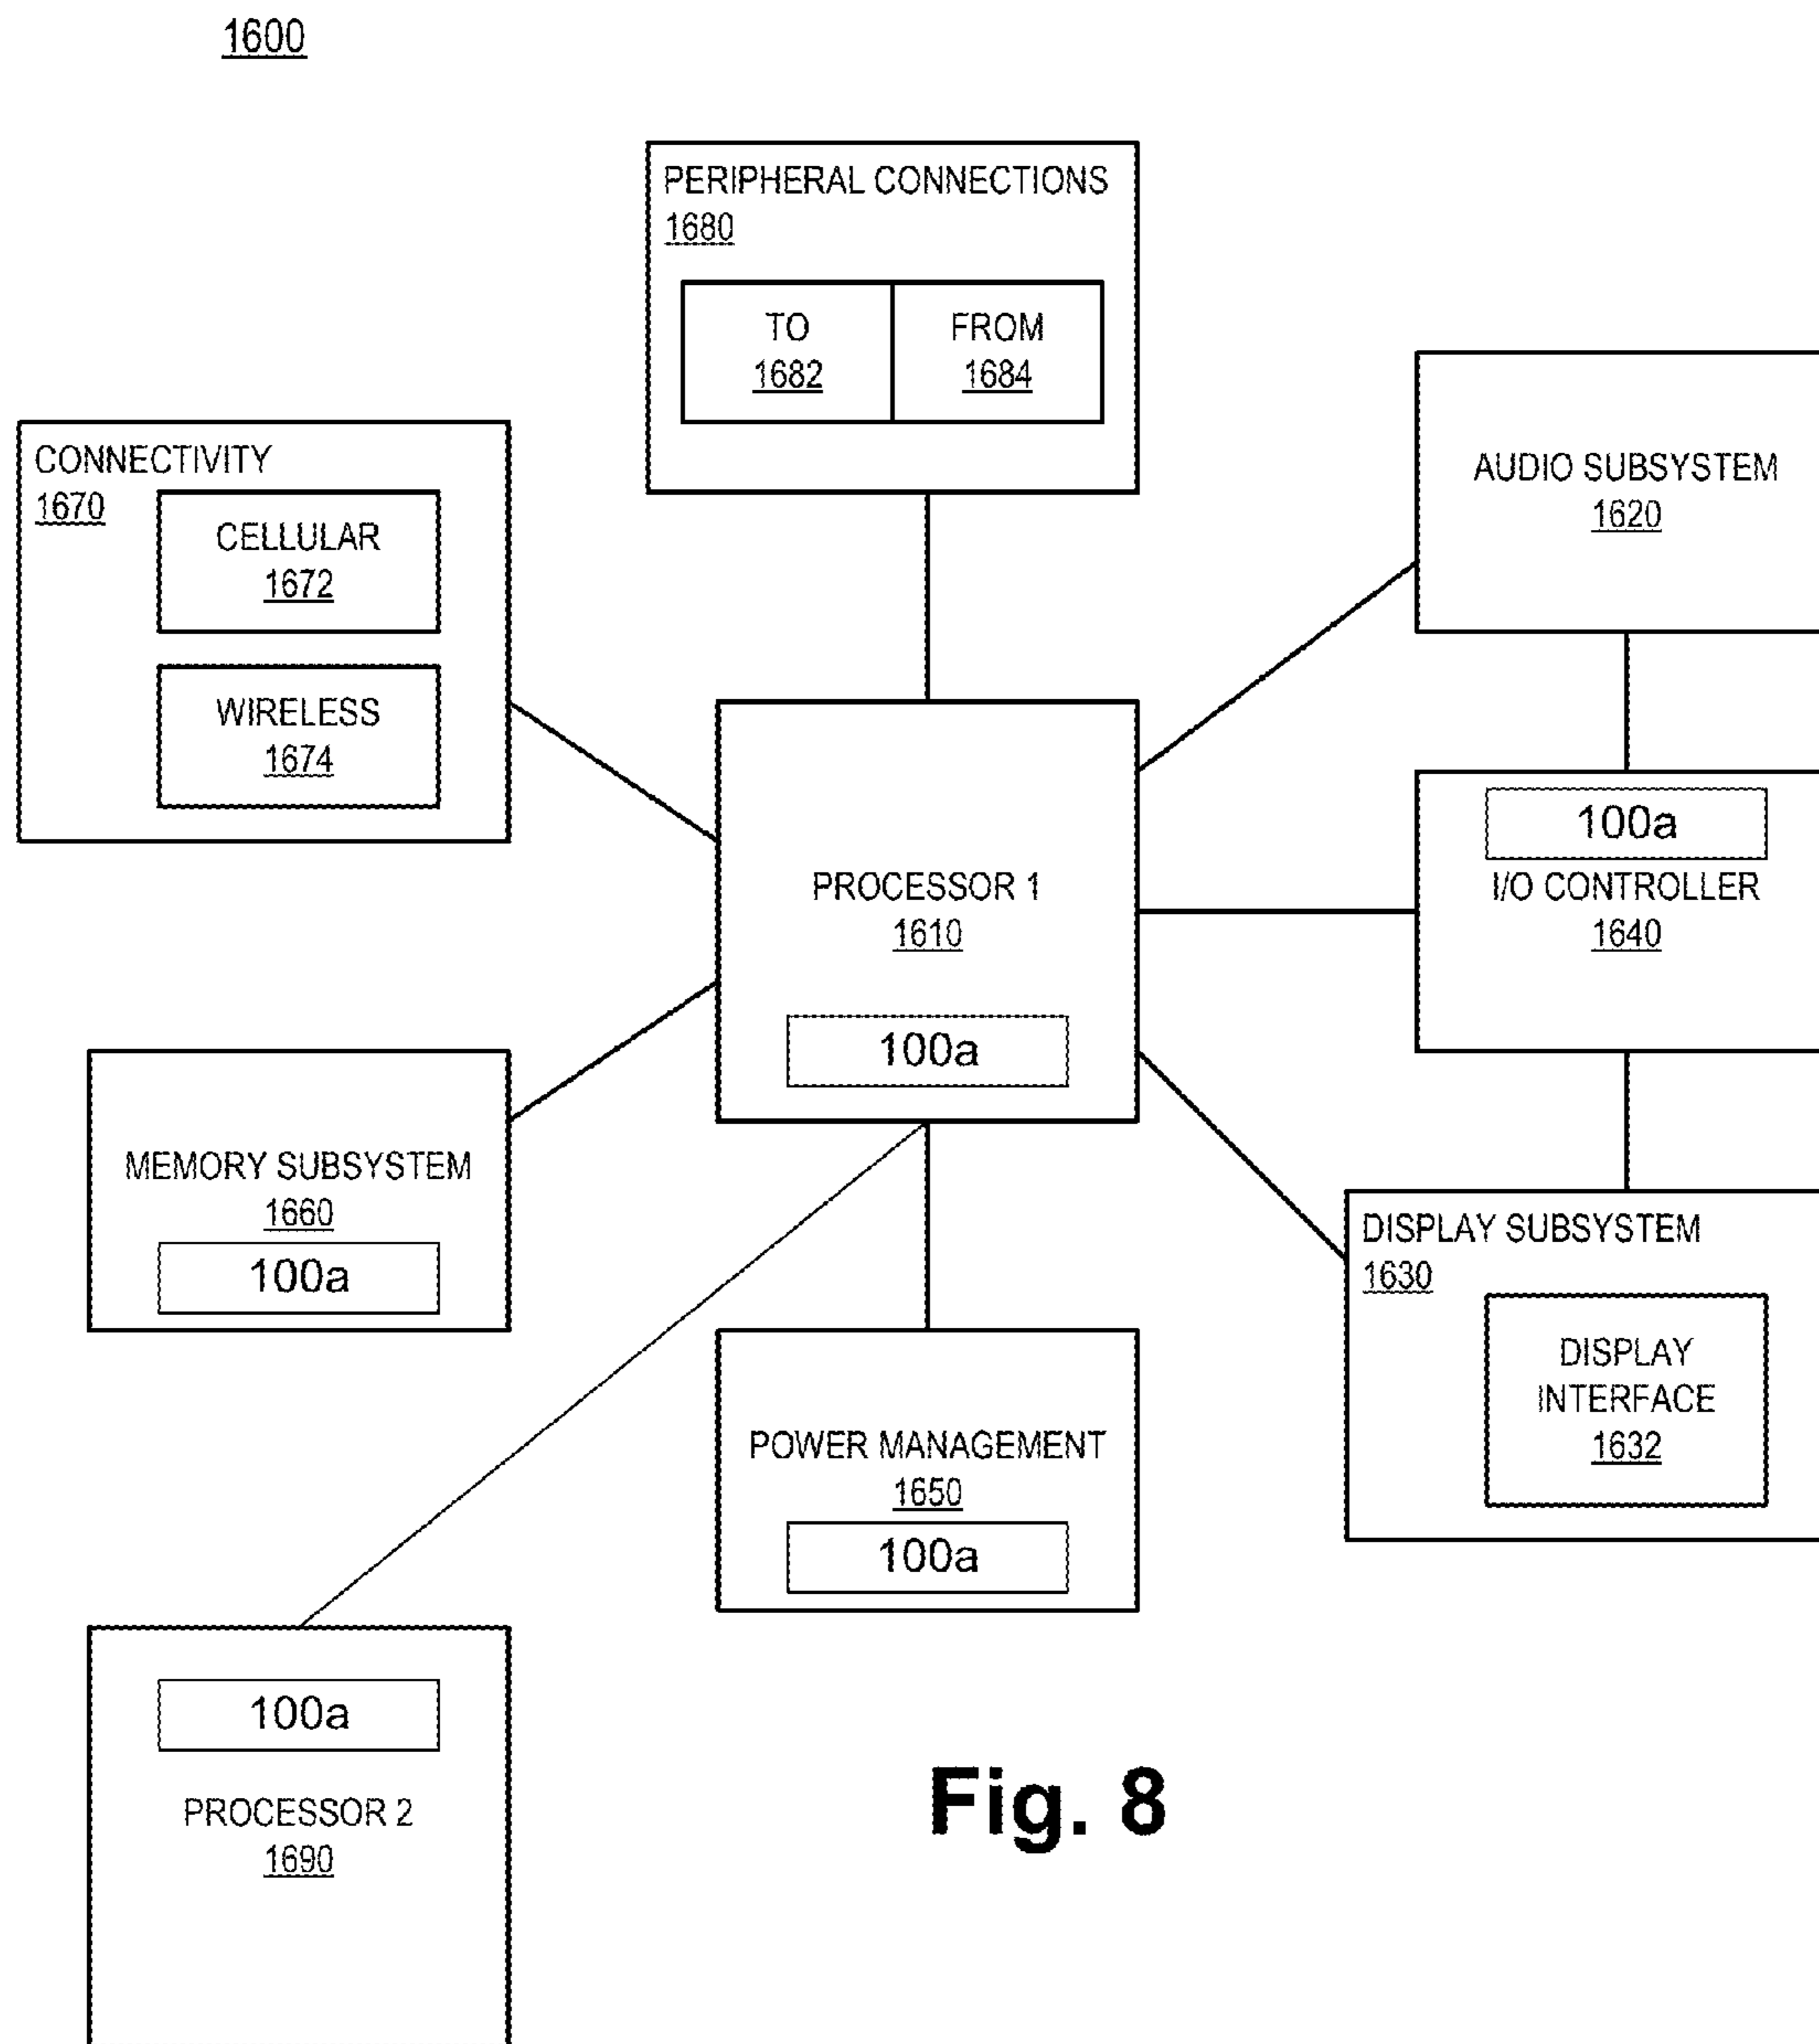 1600
PERIPHERAL CONNECTIONS
1680
TO
1682
FROM
1684
CONNECTIVITY
1670
CELLULAR
1672
WIRELESS
1674
AUDIO SUBSYSTEM
1620
PROCESSOR 1
1610
100a
100a
I/O CONTROLLER
1640
MEMORY SUBSYSTEM
1660
100a
DISPLAY SUBSYSTEM
1630
DISPLAY
INTERFACE
1632
POWER MANAGEMENT
1650
100a
100a
PROCESSOR 2
1690
Fig. 8